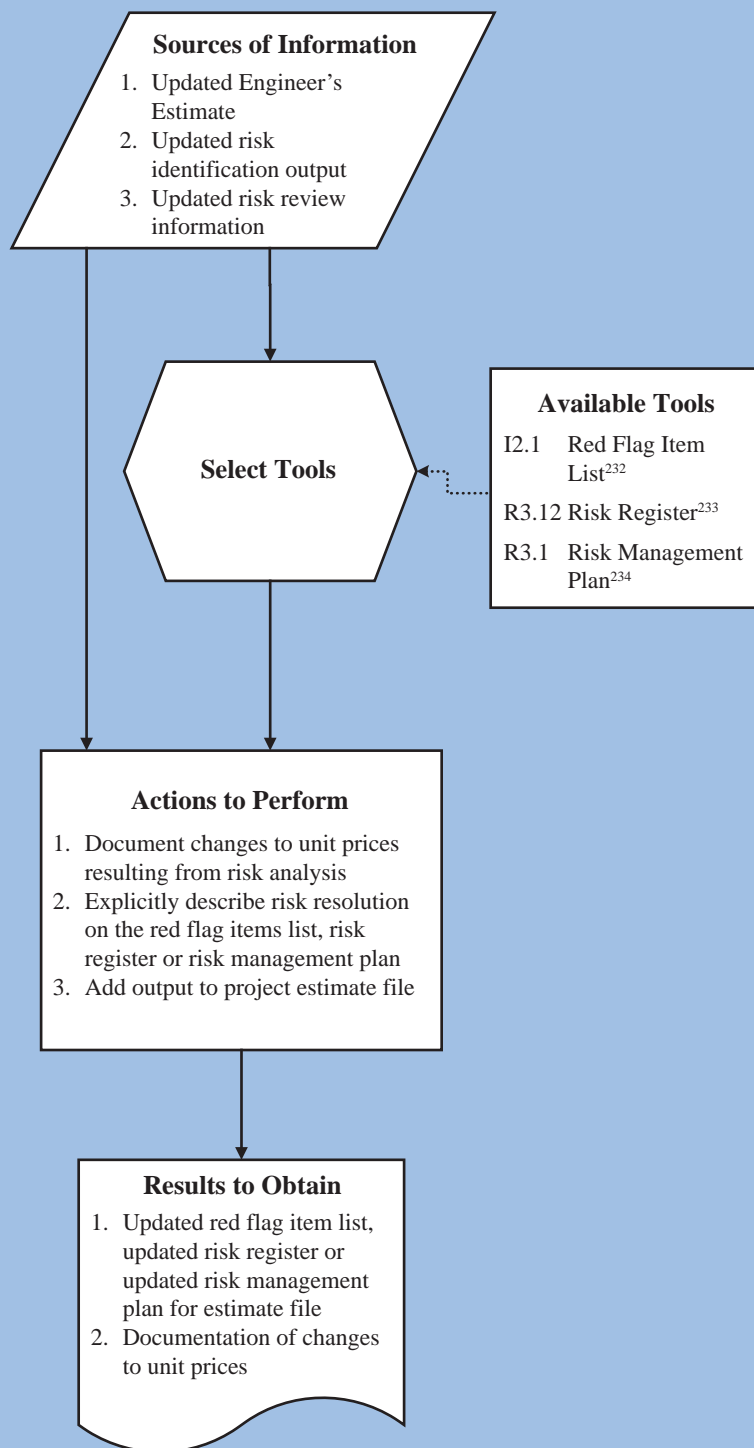 Sources of Information
1. Updated Engineer's
Estimate
2. Updated risk
identification output
3. Updated risk review
information
Select Tools
Available Tools
I2.1 Red Flag Item
List²³²
R3.12 Risk Register²³³
R3.1 Risk Management
Plan²³⁴
Actions to Perform
1. Document changes to unit prices
resulting from risk analysis
2. Explicitly describe risk resolution
on the red flag items list, risk
register or risk management plan
3. Add output to project estimate file
Results to Obtain
1. Updated red flag item list,
updated risk register or
updated risk management
plan for estimate file
2. Documentation of changes
to unit prices